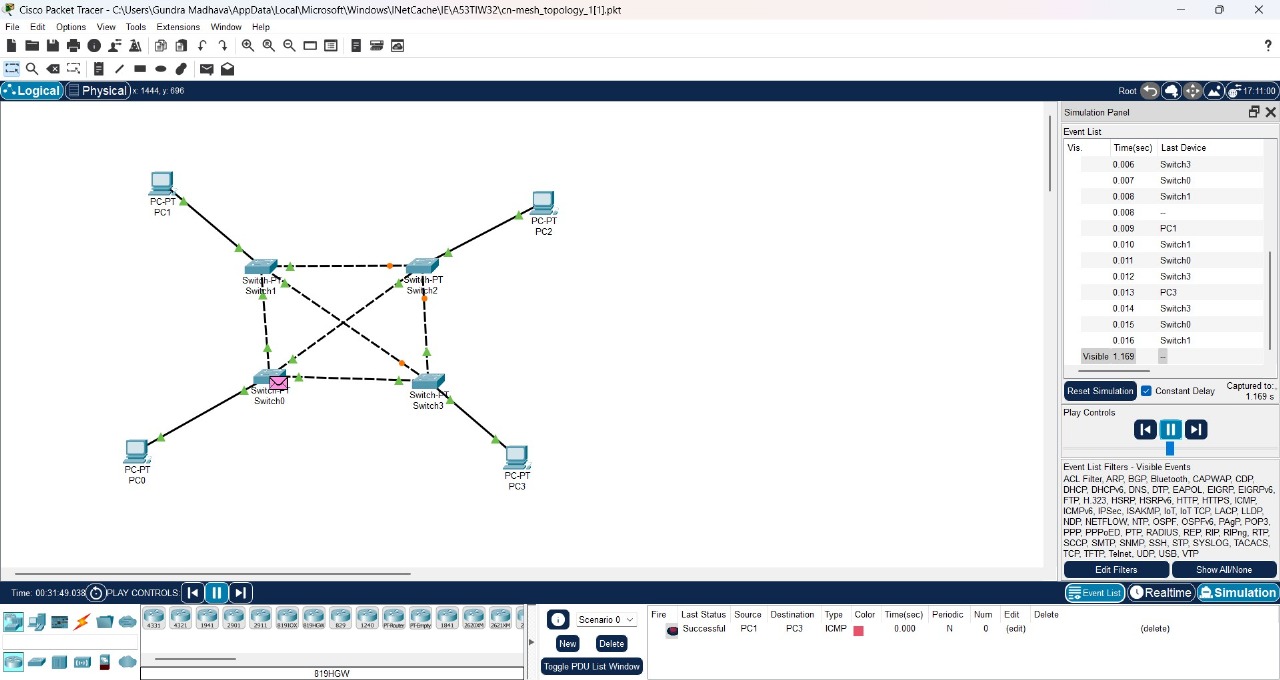 Cisco Packet Tracer - C:\Users\Gundra Madhava\AppData\Local\Microsoft\Windows\INetCache\IE\A53TIW32\cn-mesh_topology_1[1].pkt
File Edit Options View Tools Extensions Window Help
?
Logical Physical x: 1444, y: 696 Root 17:11:00
PC-PT
PC1
PC-PT
PC2
Switch-PT
Switch1
Switch-PT
Switch2
Switch-PT
Switch0
Switch-PT
Switch3
PC-PT
PC0
PC-PT
PC3
Simulation Panel
Event List
Vis. Time(sec) Last Device
0.006 Switch3
0.007 Switch0
0.008 Switch1
0.008 --
0.009 PC1
0.010 Switch1
0.011 Switch0
0.012 Switch3
0.013 PC3
0.014 Switch3
0.015 Switch0
0.016 Switch1
Visible 1.169 --
Reset Simulation Constant Delay Captured to:
1.169 s
Play Controls
Event List Filters - Visible Events
ACL Filter, ARP, BGP, Bluetooth, CAPWAP, CDP,
DHCP, DHCPv6, DNS, DTP, EAPOL, EIGRP, EIGRPv6,
FTP, H.323, HSRP, HSRPv6, HTTP, HTTPS, ICMP,
ICMPv6, IPSec, ISAKMP, IoT, IoT TCP, LACP, LLDP,
NDP, NETFLOW, NTP, OSPF, OSPFv6, PAgP, POP3,
PPP, PPPoED, PTP, RADIUS, REP, RIP, RIPng, RTP,
SCCP, SMTP, SNMP, SSH, STP, SYSLOG, TACACS,
TCP, TFTP, Telnet, UDP, USB, VTP
Edit Filters Show All/None
Time: 00:31:49.038 PLAY CONTROLS: Event List Realtime Simulation
4331 4321 1941 2901 2911 819IOX 819HGW 829 1240 PT-Router PT-Empty 1841 2620XM 2621XM
819HGW
Scenario 0
New Delete
Toggle PDU List Window
Fire Last Status Source Destination Type Color Time(sec) Periodic Num Edit Delete
Successful PC1 PC3 ICMP 0.000 N 0 (edit) (delete)